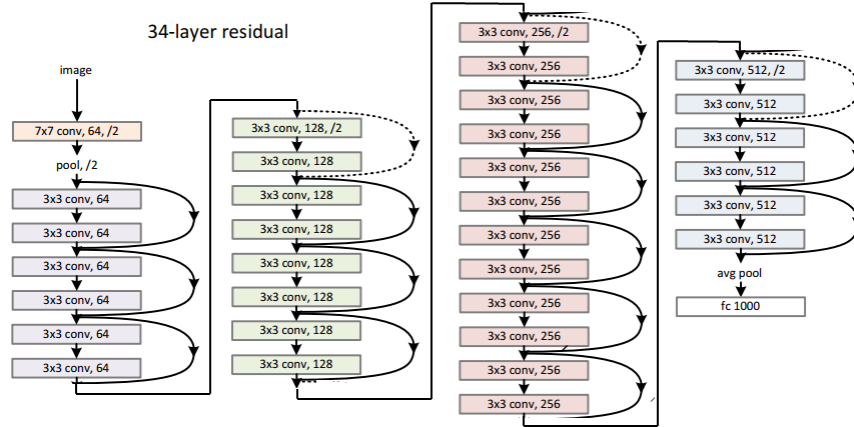 34-layer residual
image
7x7 conv, 64, /2
pool, /2
3x3 conv, 64
3x3 conv, 64
3x3 conv, 64
3x3 conv, 64
3x3 conv, 64
3x3 conv, 64
3x3 conv, 128, /2
3x3 conv, 128
3x3 conv, 128
3x3 conv, 128
3x3 conv, 128
3x3 conv, 128
3x3 conv, 128
3x3 conv, 128
3x3 conv, 256, /2
3x3 conv, 256
3x3 conv, 256
3x3 conv, 256
3x3 conv, 256
3x3 conv, 256
3x3 conv, 256
3x3 conv, 256
3x3 conv, 256
3x3 conv, 256
3x3 conv, 256
3x3 conv, 256
3x3 conv, 512, /2
3x3 conv, 512
3x3 conv, 512
3x3 conv, 512
3x3 conv, 512
3x3 conv, 512
avg pool
fc 1000